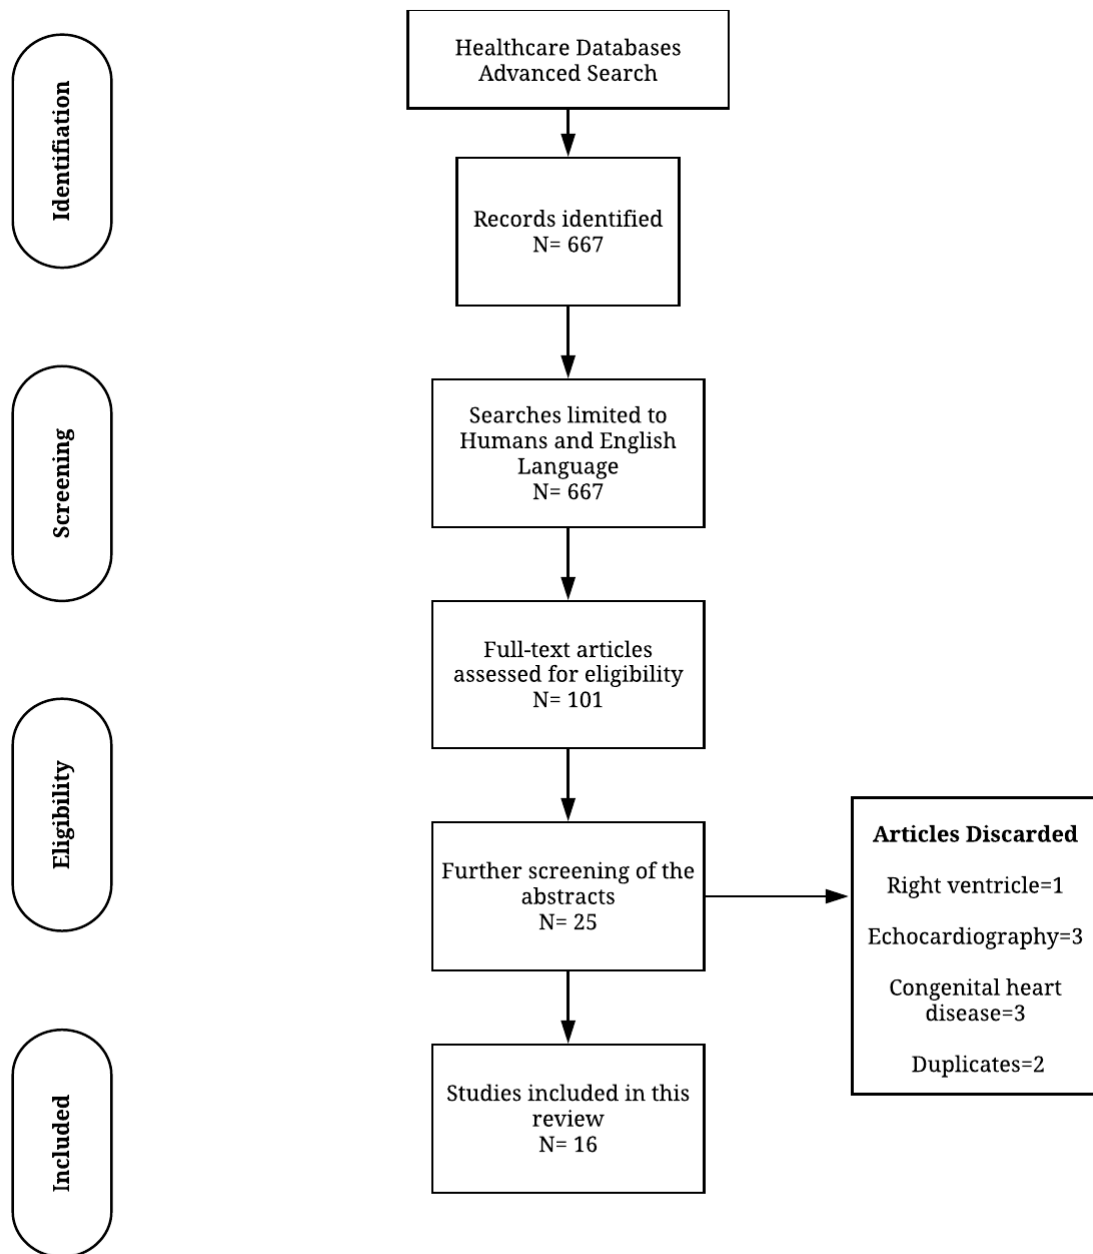 Healthcare Databases
Advanced Search
Identifiation
Records identified
N= 667
Screening
Searches limited to
Humans and English
Language
N= 667
Full-text articles
assessed for eligibility
N= 101
Eligibility
Further screening of the
abstracts
N= 25
Articles Discarded
Right ventricle=1
Echocardiography=3
Congenital heart
disease=3
Duplicates=2
Included
Studies included in this
review
N= 16